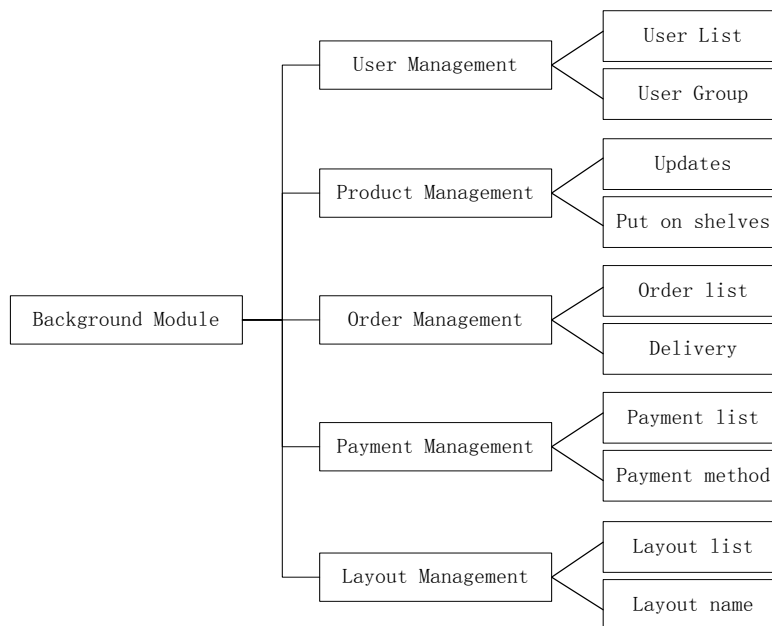 User List
User Management
User Group
Updates
Product Management
Put on shelves
Order list
Background Module
Order Management
Delivery
Payment list
Payment Management
Payment method
Layout list
Layout Management
Layout name